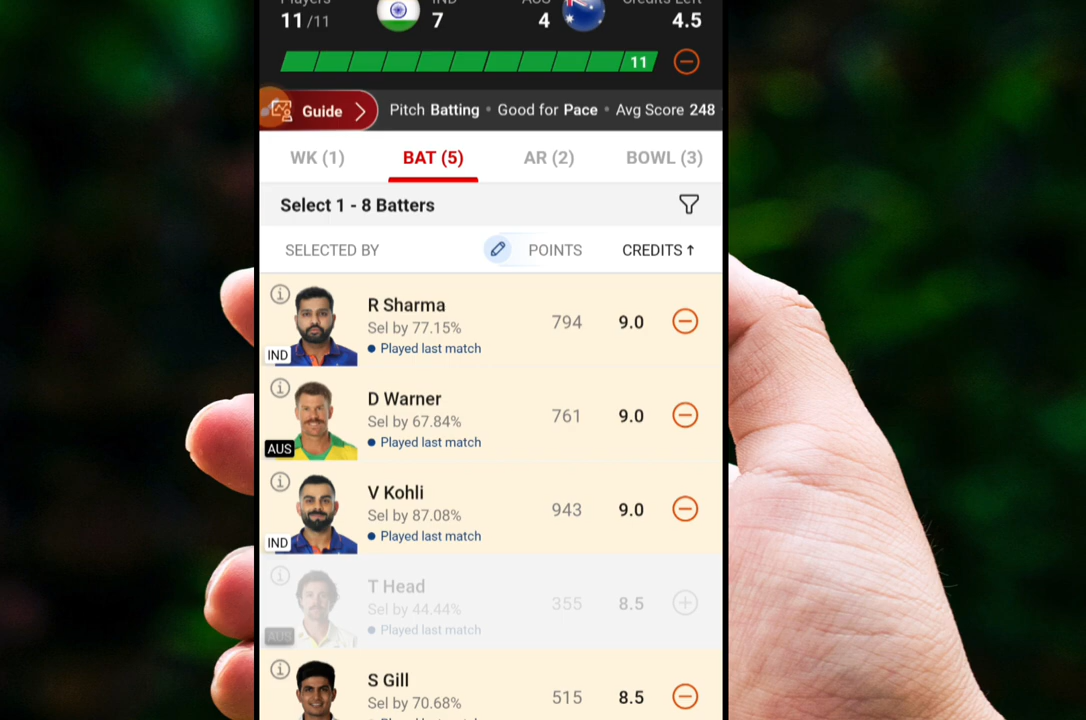 Players IND AUS Credits Left
11/11 7 4 4.5
11
Guide Pitch Batting • Good for Pace • Avg Score 248
WK (1) BAT (5) AR (2) BOWL (3)
Select 1 - 8 Batters
SELECTED BY POINTS CREDITS↑
R Sharma
Sel by 77.15% 794 9.0
IND • Played last match
D Warner
Sel by 67.84% 761 9.0
AUS • Played last match
V Kohli
Sel by 87.08% 943 9.0
IND • Played last match
T Head
Sel by 44.44% 355 8.5
AUS • Played last match
S Gill
Sel by 70.68% 515 8.5